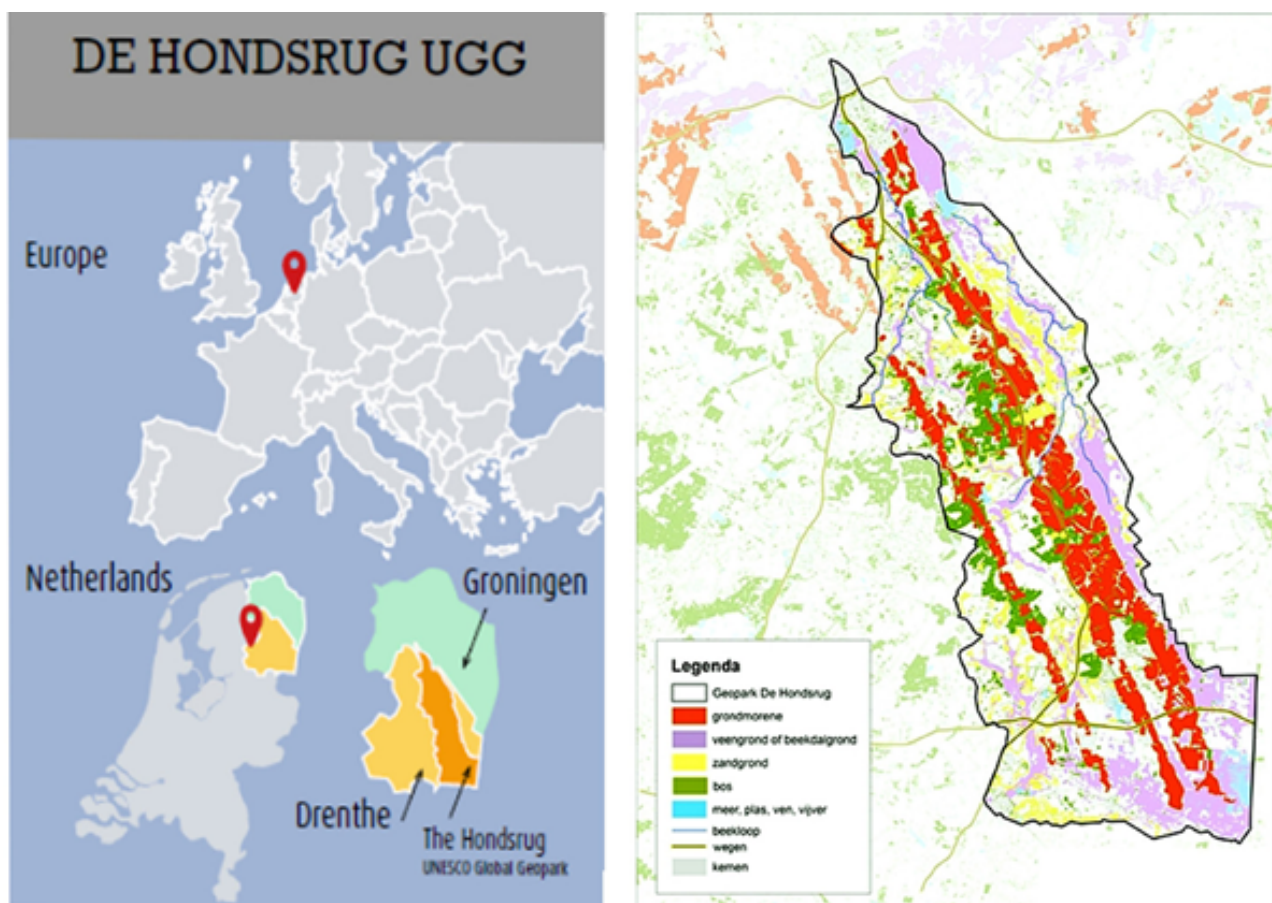 DE HONDSRUG UGG
Europe
Netherlands
Groningen
Drenthe
The Hondsrug
UNESCO Global Geopark
Legenda
Geopark De Hondsrug
grondmorene
veengrond of beekdalgrond
zandgrond
bos
meer, plas, ven, vijver
beekloop
wegen
kernen